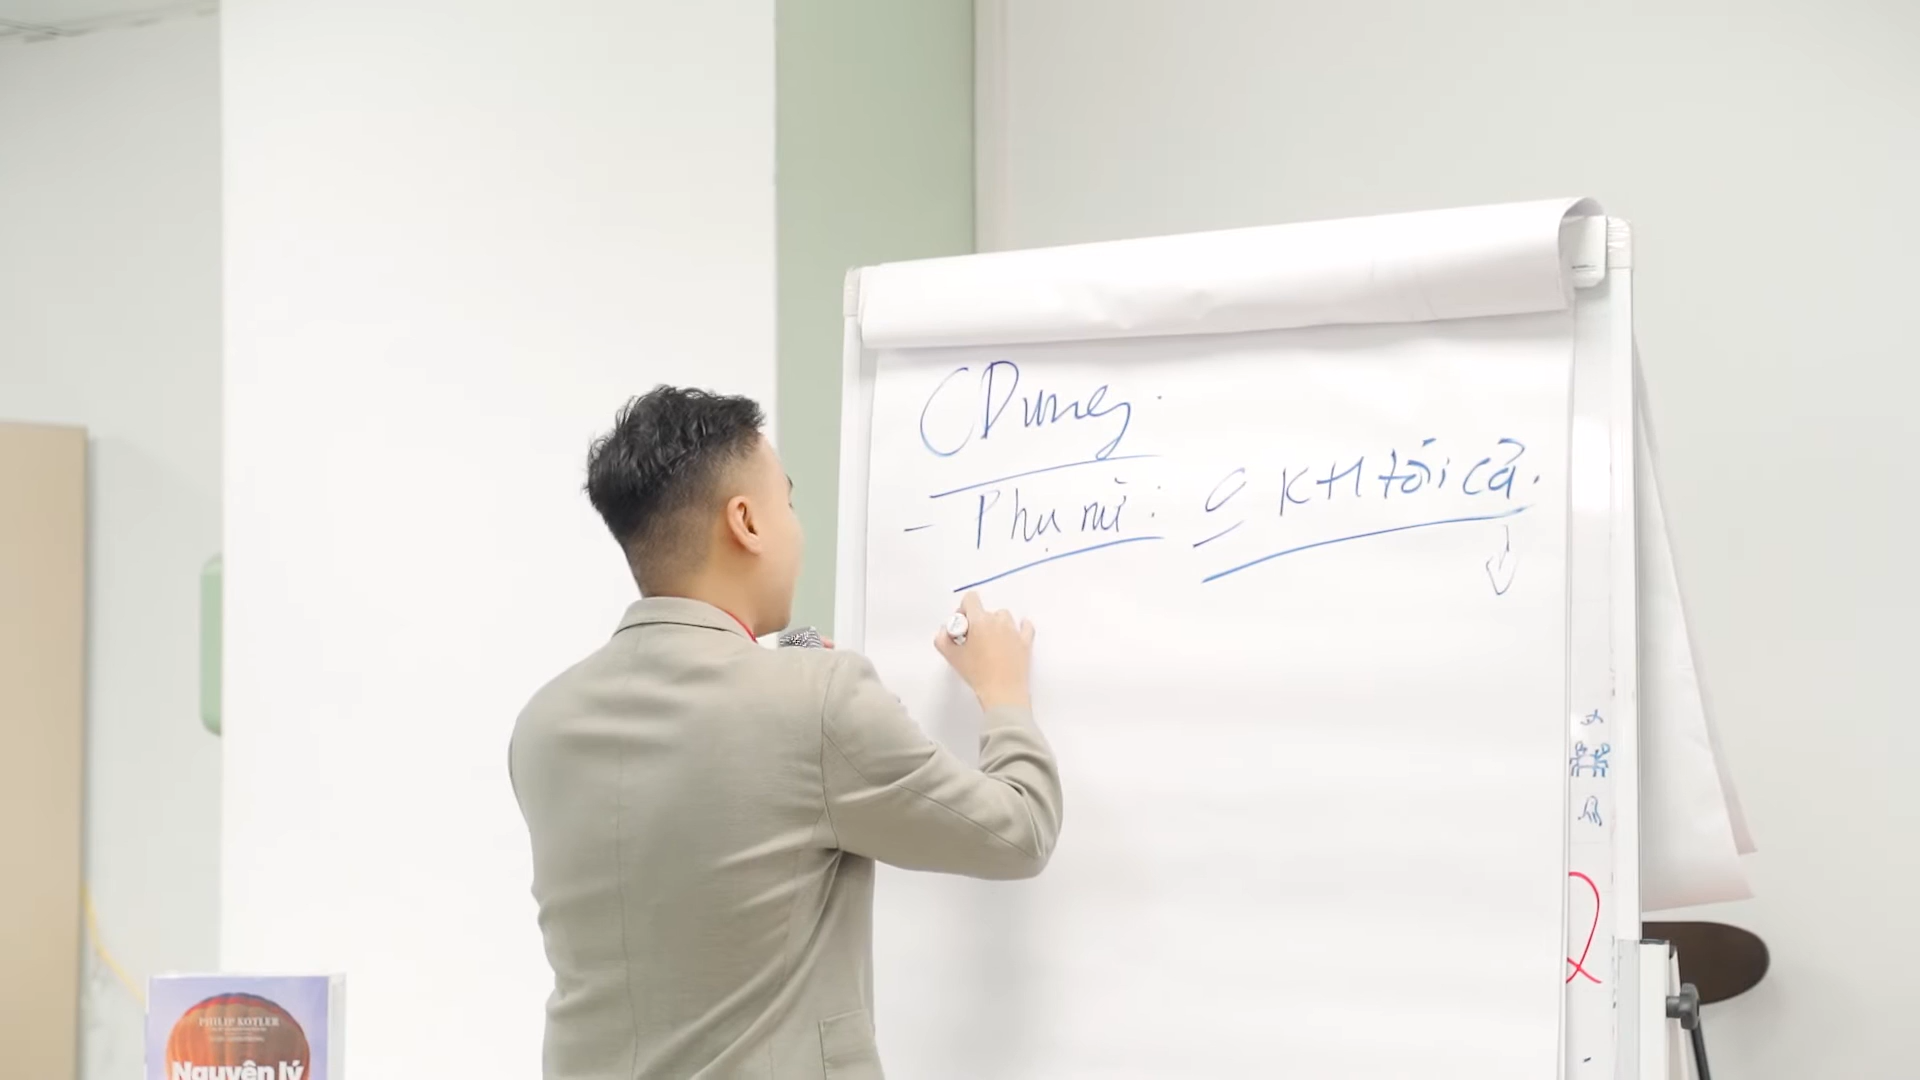 CDung.
- Phụ nữ: C KH tới cả.
PHILIP KOTLER
Nguyên lý